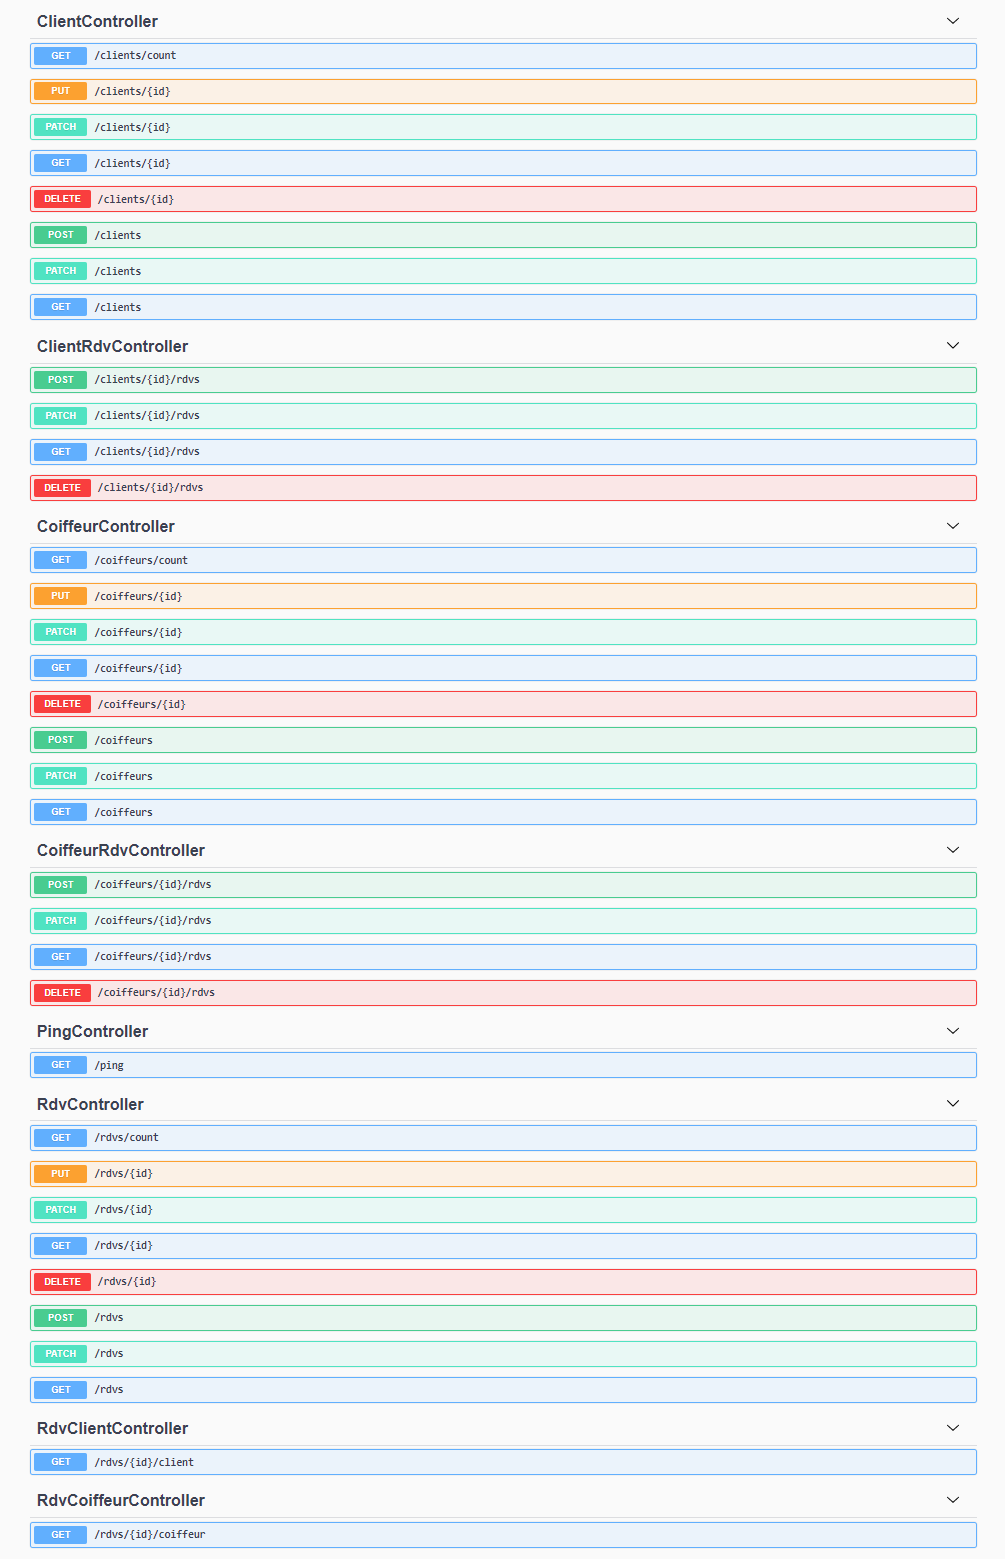 ClientController
GET /clients/count
PUT /clients/{id}
PATCH /clients/{id}
GET /clients/{id}
DELETE /clients/{id}
POST /clients
PATCH /clients
GET /clients
ClientRdvController
POST /clients/{id}/rdvs
PATCH /clients/{id}/rdvs
GET /clients/{id}/rdvs
DELETE /clients/{id}/rdvs
CoiffeurController
GET /coiffeurs/count
PUT /coiffeurs/{id}
PATCH /coiffeurs/{id}
GET /coiffeurs/{id}
DELETE /coiffeurs/{id}
POST /coiffeurs
PATCH /coiffeurs
GET /coiffeurs
CoiffeurRdvController
POST /coiffeurs/{id}/rdvs
PATCH /coiffeurs/{id}/rdvs
GET /coiffeurs/{id}/rdvs
DELETE /coiffeurs/{id}/rdvs
PingController
GET /ping
RdvController
GET /rdvs/count
PUT /rdvs/{id}
PATCH /rdvs/{id}
GET /rdvs/{id}
DELETE /rdvs/{id}
POST /rdvs
PATCH /rdvs
GET /rdvs
RdvClientController
GET /rdvs/{id}/client
RdvCoiffeurController
GET /rdvs/{id}/coiffeur